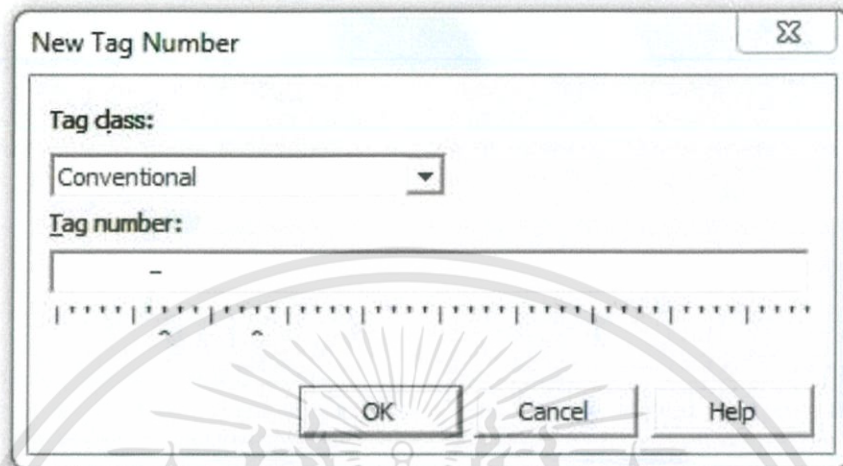 New Tag Number
Tag class:
Conventional
Tag number:
-
OK Cancel Help